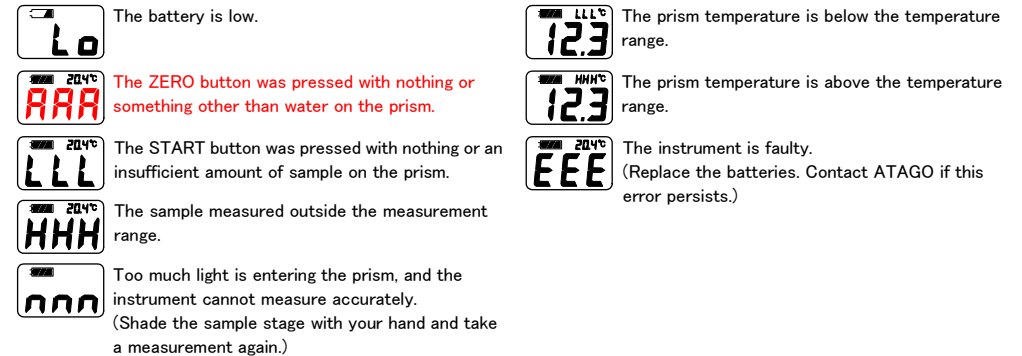 Lo
The battery is low.
20.4℃
AAA
The ZERO button was pressed with nothing or
something other than water on the prism.
20.4℃
LLL
The START button was pressed with nothing or an
insufficient amount of sample on the prism.
20.4℃
HHH
The sample measured outside the measurement
range.
nnn
Too much light is entering the prism, and the
instrument cannot measure accurately.
(Shade the sample stage with your hand and take
a measurement again.)
LLL℃
12.3
The prism temperature is below the temperature
range.
HHH℃
12.3
The prism temperature is above the temperature
range.
20.4℃
EEE
The instrument is faulty.
(Replace the batteries. Contact ATAGO if this
error persists.)